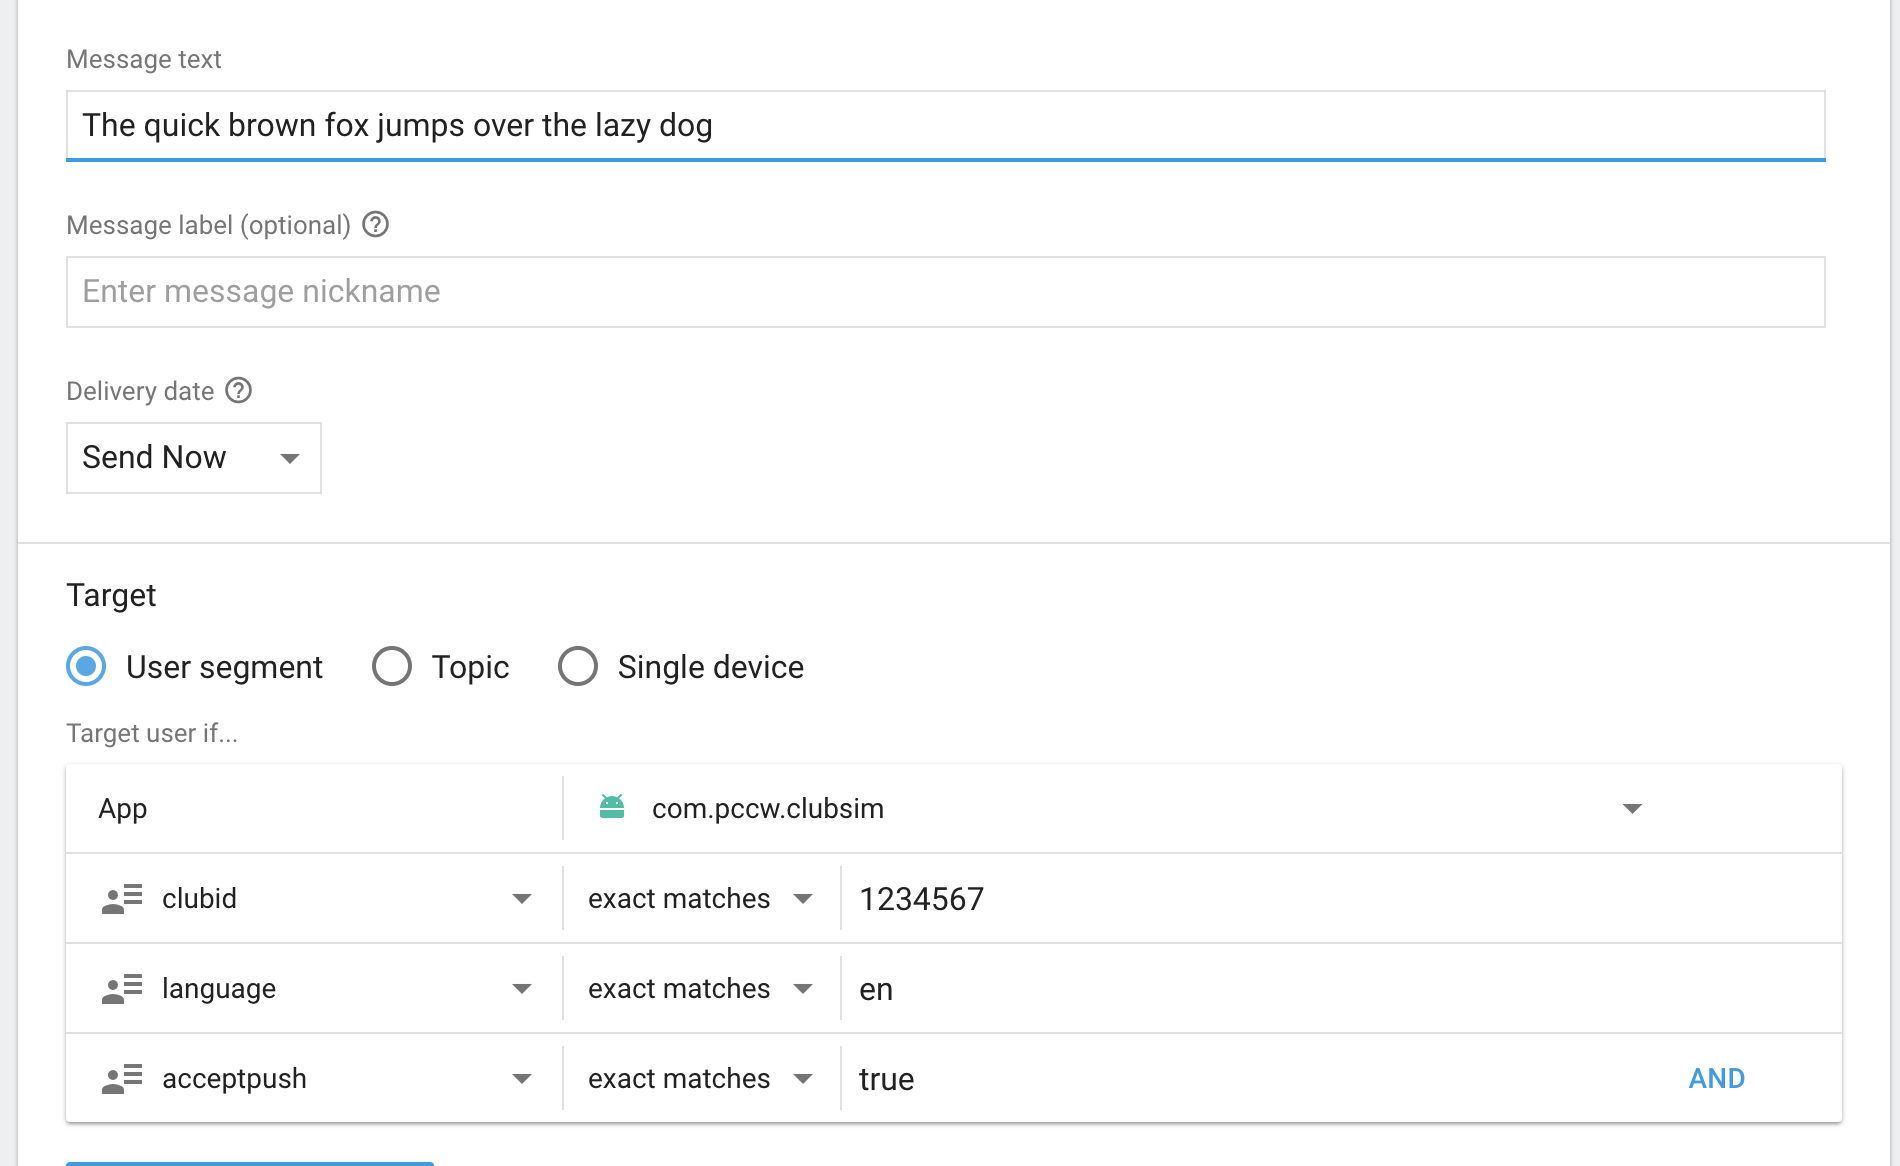 Message text
The quick brown fox jumps over the lazy dog
Message label (optional) ?
Enter message nickname
Delivery date ?
Send Now
Target
User segment Topic Single device
Target user if...
App com.pccw.clubsim
clubid exact matches 1234567
language exact matches en
acceptpush exact matches true AND